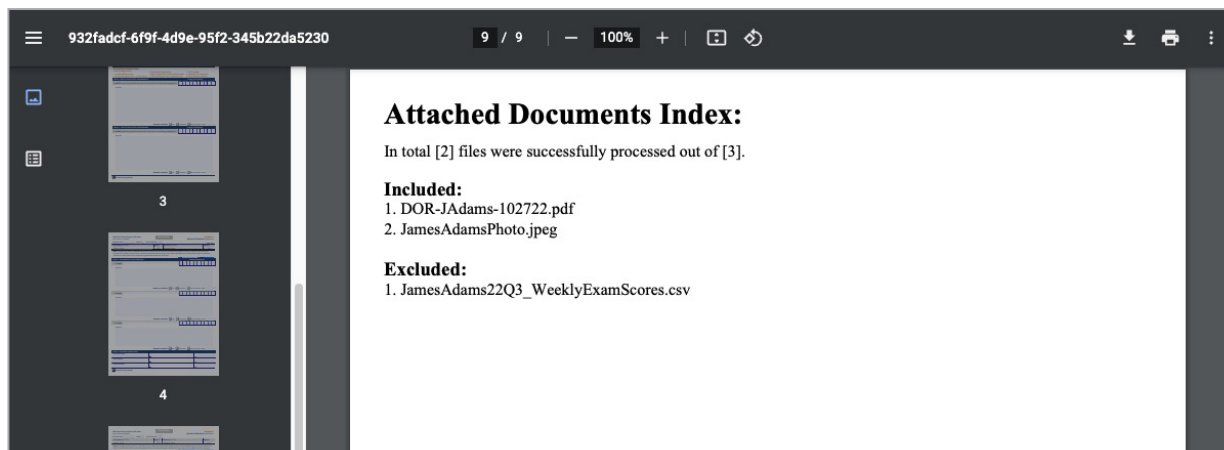 932fadcf-6f9f-4d9e-95f2-345b22da5230
9 / 9
100%
3
4
Attached Documents Index:
In total [2] files were successfully processed out of [3].
Included:
1. DOR-JAdams-102722.pdf
2. JamesAdamsPhoto.jpeg
Excluded:
1. JamesAdams22Q3_WeeklyExamScores.csv